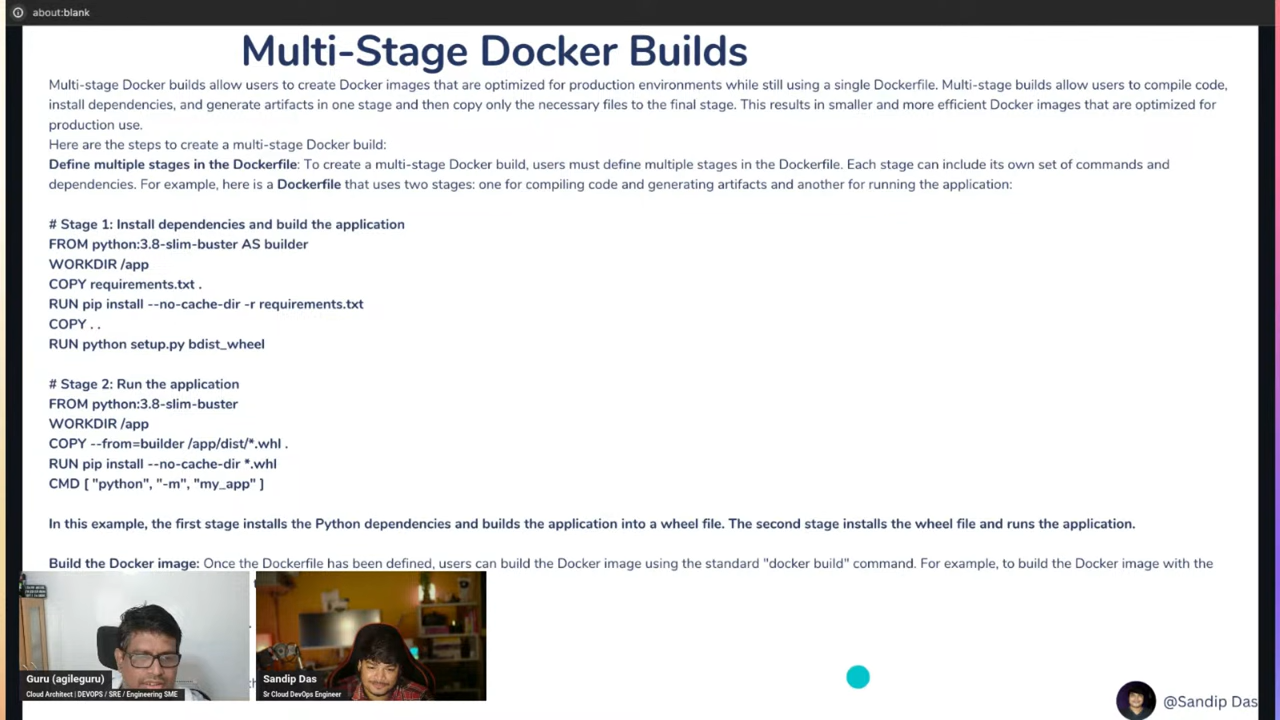 about:blank
Multi-Stage Docker Builds
Multi-stage Docker builds allow users to create Docker images that are optimized for production environments while still using a single Dockerfile. Multi-stage builds allow users to compile code,
install dependencies, and generate artifacts in one stage and then copy only the necessary files to the final stage. This results in smaller and more efficient Docker images that are optimized for
production use.
Here are the steps to create a multi-stage Docker build:
Define multiple stages in the Dockerfile: To create a multi-stage Docker build, users must define multiple stages in the Dockerfile. Each stage can include its own set of commands and
dependencies. For example, here is a Dockerfile that uses two stages: one for compiling code and generating artifacts and another for running the application:
# Stage 1: Install dependencies and build the application
FROM python:3.8-slim-buster AS builder
WORKDIR /app
COPY requirements.txt .
RUN pip install --no-cache-dir -r requirements.txt
COPY . .
RUN python setup.py bdist_wheel
# Stage 2: Run the application
FROM python:3.8-slim-buster
WORKDIR /app
COPY --from=builder /app/dist/*.whl .
RUN pip install --no-cache-dir *.whl
CMD [ "python", "-m", "my_app" ]
In this example, the first stage installs the Python dependencies and builds the application into a wheel file. The second stage installs the wheel file and runs the application.
Build the Docker image: Once the Dockerfile has been defined, users can build the Docker image using the standard "docker build" command. For example, to build the Docker image with the
Guru (agileguru)
Cloud Architect | DEVOPS / SRE / Engineering SME
Sandip Das
Sr Cloud DevOps Engineer
@Sandip Das